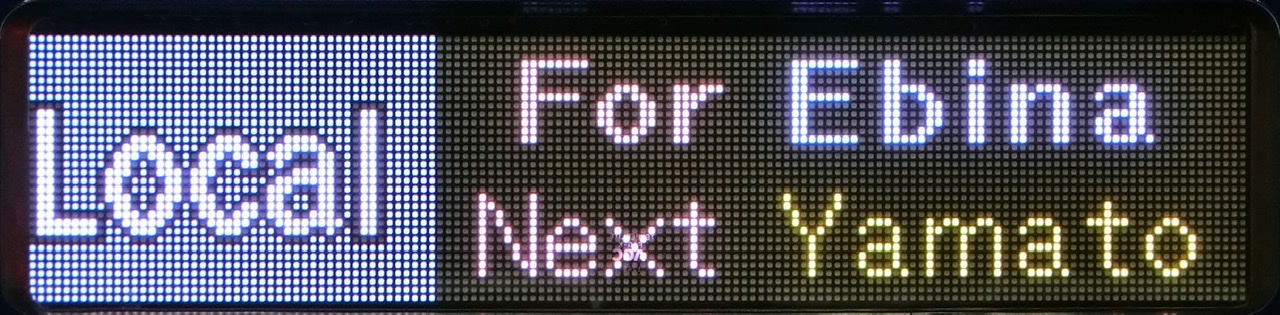 Local
For Ebina
Next Yamato